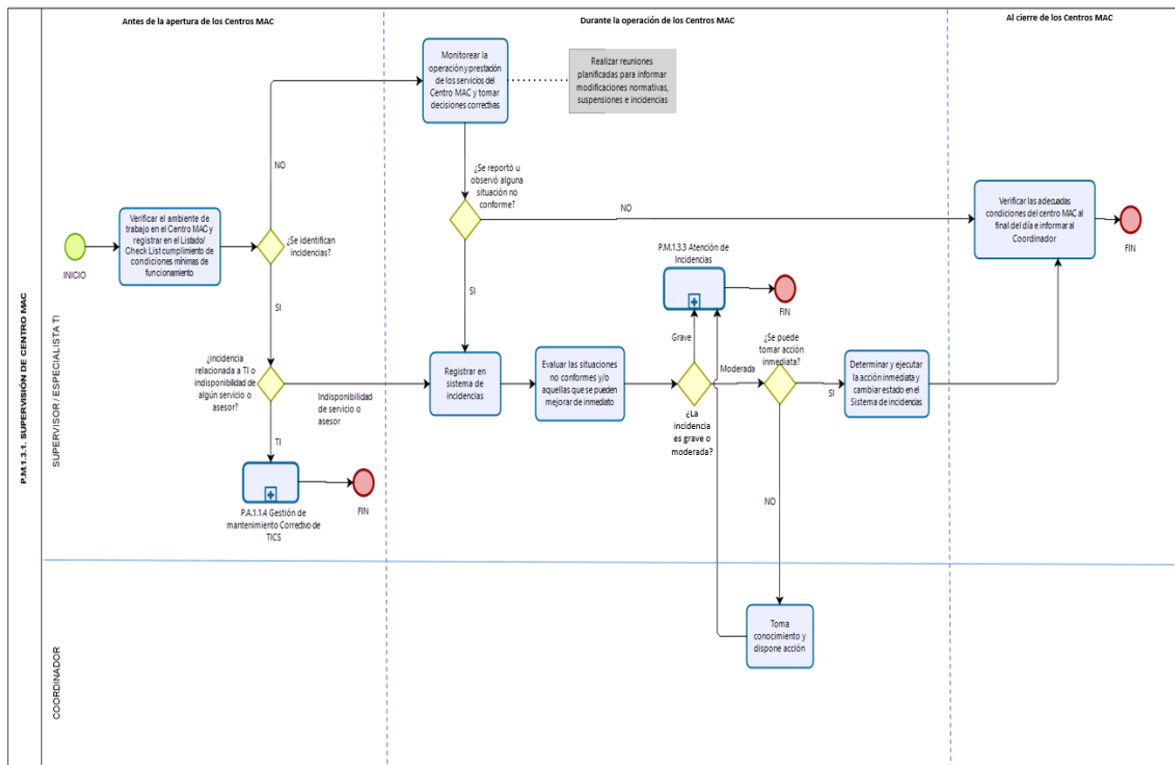 Antes de la apertura de los Centros MAC
Durante la operación de los Centros MAC
Al cierre de los Centros MAC
P.M.1.3.1. SUPERVISIÓN DE CENTRO MAC
SUPERVISOR / ESPECIALISTA TI
COORDINADOR
INICIO
Verificar el ambiente de
trabajo en el Centro MAC y
registrar en el Listado/
Check List cumplimiento de
condiciones mínimas de
funcionamiento
¿Se identifican
incidencias?
NO
SI
¿incidencia
relacionada a TI o
indisponibilidad de
algún servicio o
asesor?
Indisponibilidad
de servicio o
asesor
TI
P.A.1.1.4 Gestión de
mantenimiento Correctivo de
TICS
FIN
Monitorear la
operación y prestación
de los servicios del
Centro MAC y tomar
decisiones correctivas
Realizar reuniones
planificadas para informar
modificaciones normativas,
suspensiones e incidencias
¿Se reportó u
observó alguna
situación no
conforme?
NO
SI
Registrar en
sistema de
incidencias
Evaluar las situaciones
no conformes y/o
aquellas que se pueden
mejorar de inmediato
¿La
incidencia
es grave o
moderada?
Grave
Moderada
P.M.1.3.3 Atención de
Incidencias
FIN
¿Se puede
tomar acción
inmediata?
SI
NO
Determinar y ejecutar
la acción inmediata y
cambiar estado en el
Sistema de incidencias
Toma
conocimiento y
dispone acción
Verificar las adecuadas
condiciones del centro MAC al
final del día e informar al
Coordinador
FIN